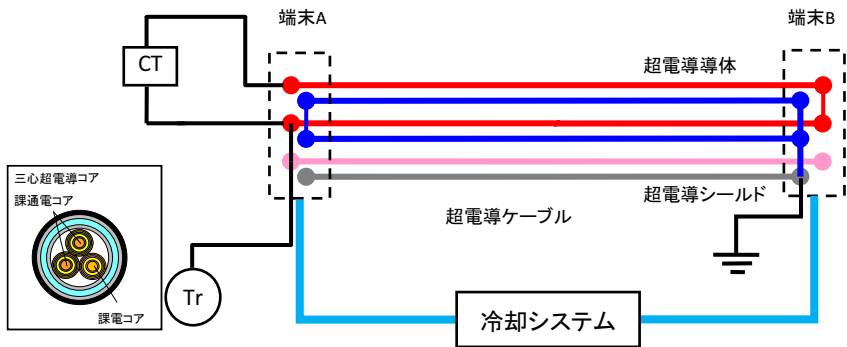 端末A
端末B
CT
超電導導体
三心超電導コア
課通電コア
超電導シールド
超電導ケーブル
Tr
課電コア
冷却システム